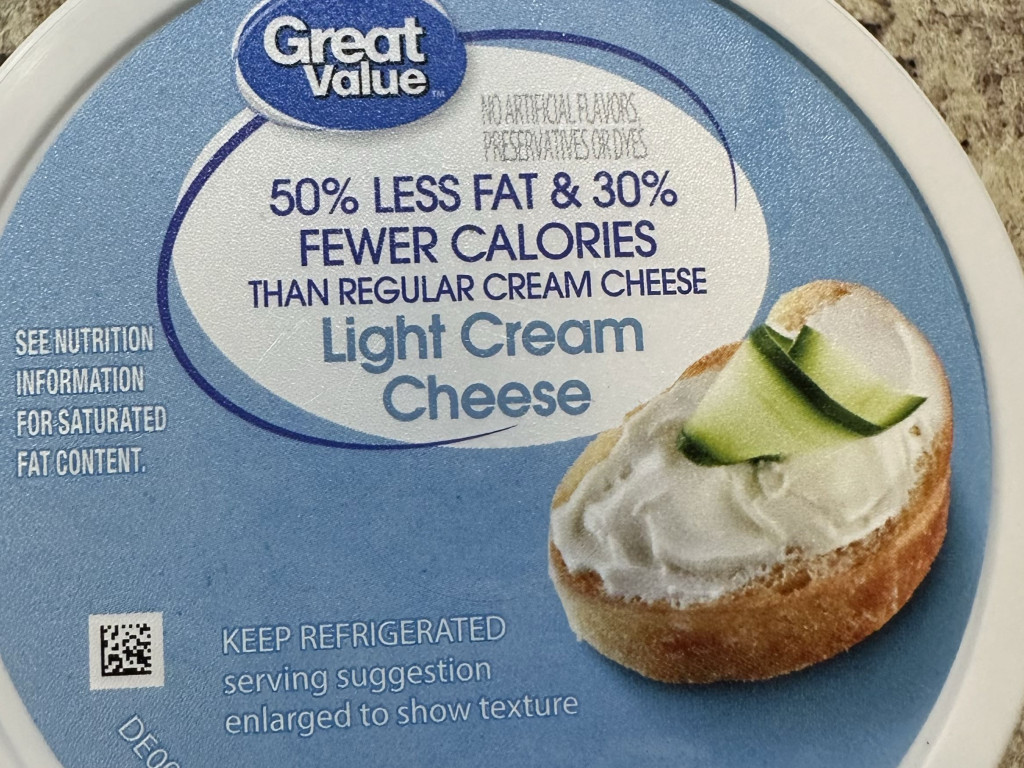 Great
Value™
NO ARTIFICIAL FLAVORS,
PRESERVATIVES OR DYES
50% LESS FAT & 30%
FEWER CALORIES
THAN REGULAR CREAM CHEESE
Light Cream
Cheese
SEE NUTRITION
INFORMATION
FOR SATURATED
FAT CONTENT.
KEEP REFRIGERATED
serving suggestion
enlarged to show texture